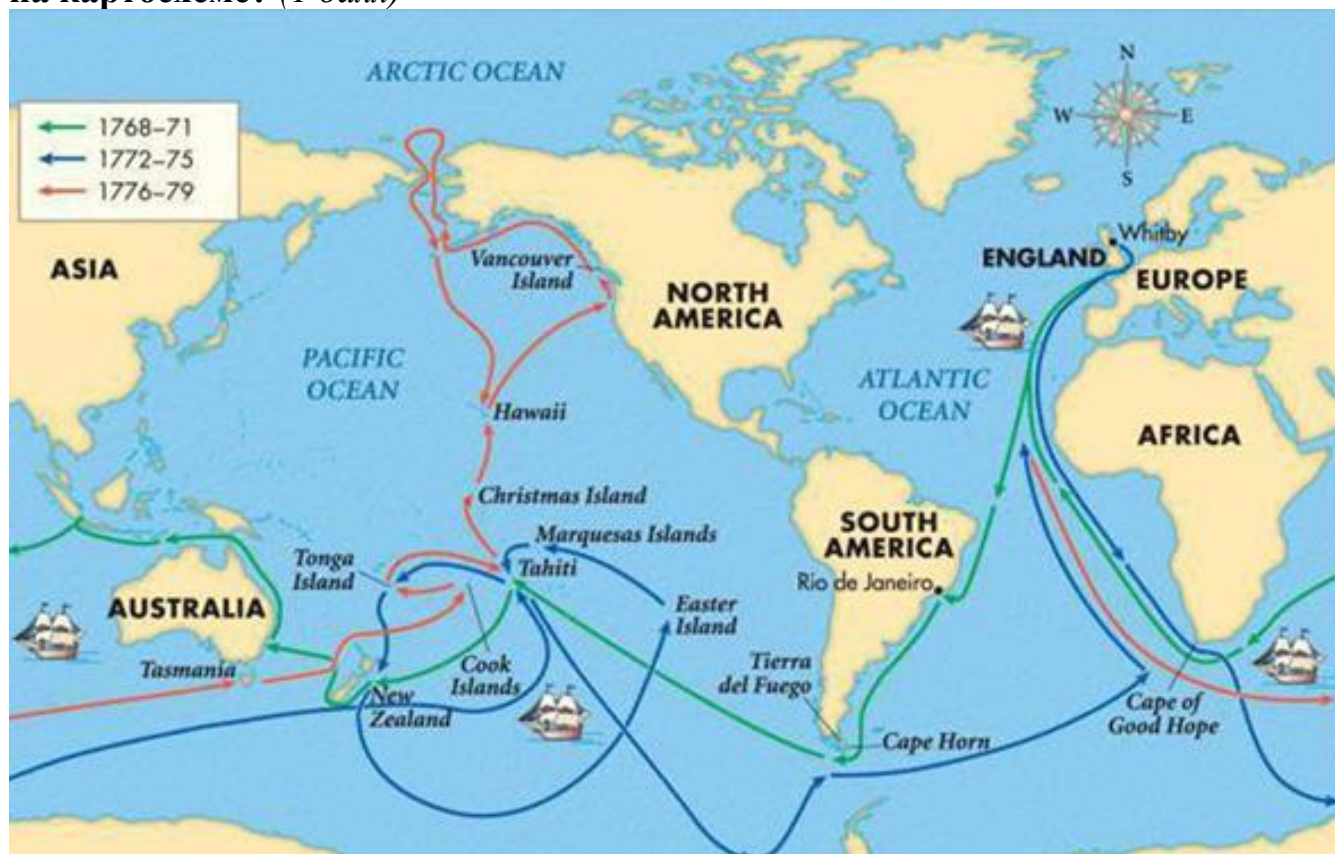 на картосхеме? (1 балл)
ARCTIC OCEAN
N
W E
S
1768–71
1772–75
1776–79
Whitby
ENGLAND
EUROPE
ASIA
Vancouver
Island
NORTH
AMERICA
PACIFIC
OCEAN
ATLANTIC
OCEAN
Hawaii
AFRICA
Christmas Island
SOUTH
AMERICA
Marquesas Islands
Tonga
Island
Tahiti
Rio de Janeiro
AUSTRALIA
Easter
Island
Tasmania
Cook
Islands
Tierra
del Fuego
New
Zealand
Cape Horn
Cape of
Good Hope